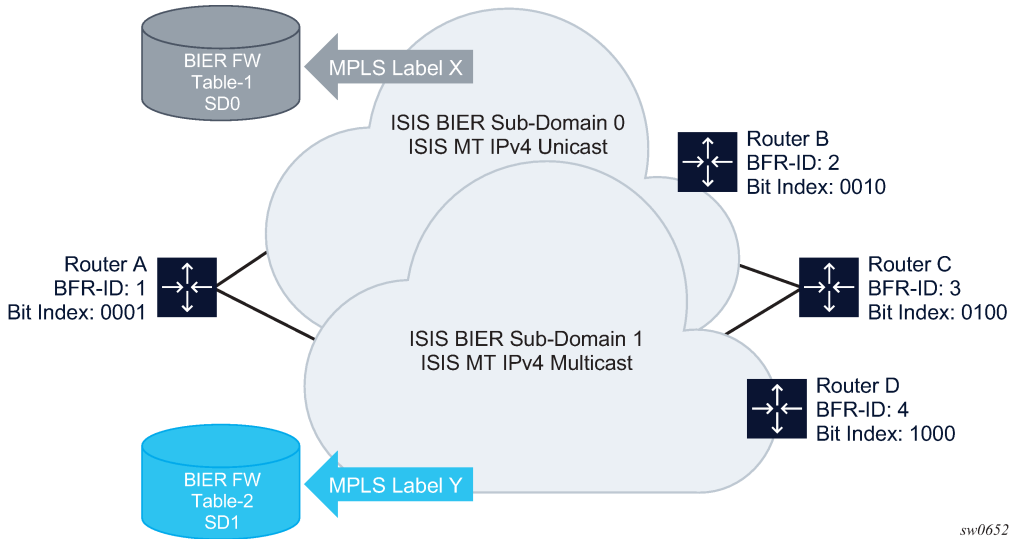 BIER FW
Table-1
SD0
MPLS Label X
ISIS BIER Sub-Domain 0
ISIS MT IPv4 Unicast
Router B
BFR-ID: 2
Bit Index: 0010
Router A
BFR-ID: 1
Bit Index: 0001
Router C
BFR-ID: 3
Bit Index: 0100
ISIS BIER Sub-Domain 1
ISIS MT IPv4 Multicast
Router D
BFR-ID: 4
Bit Index: 1000
BIER FW
Table-2
SD1
MPLS Label Y
sw0652